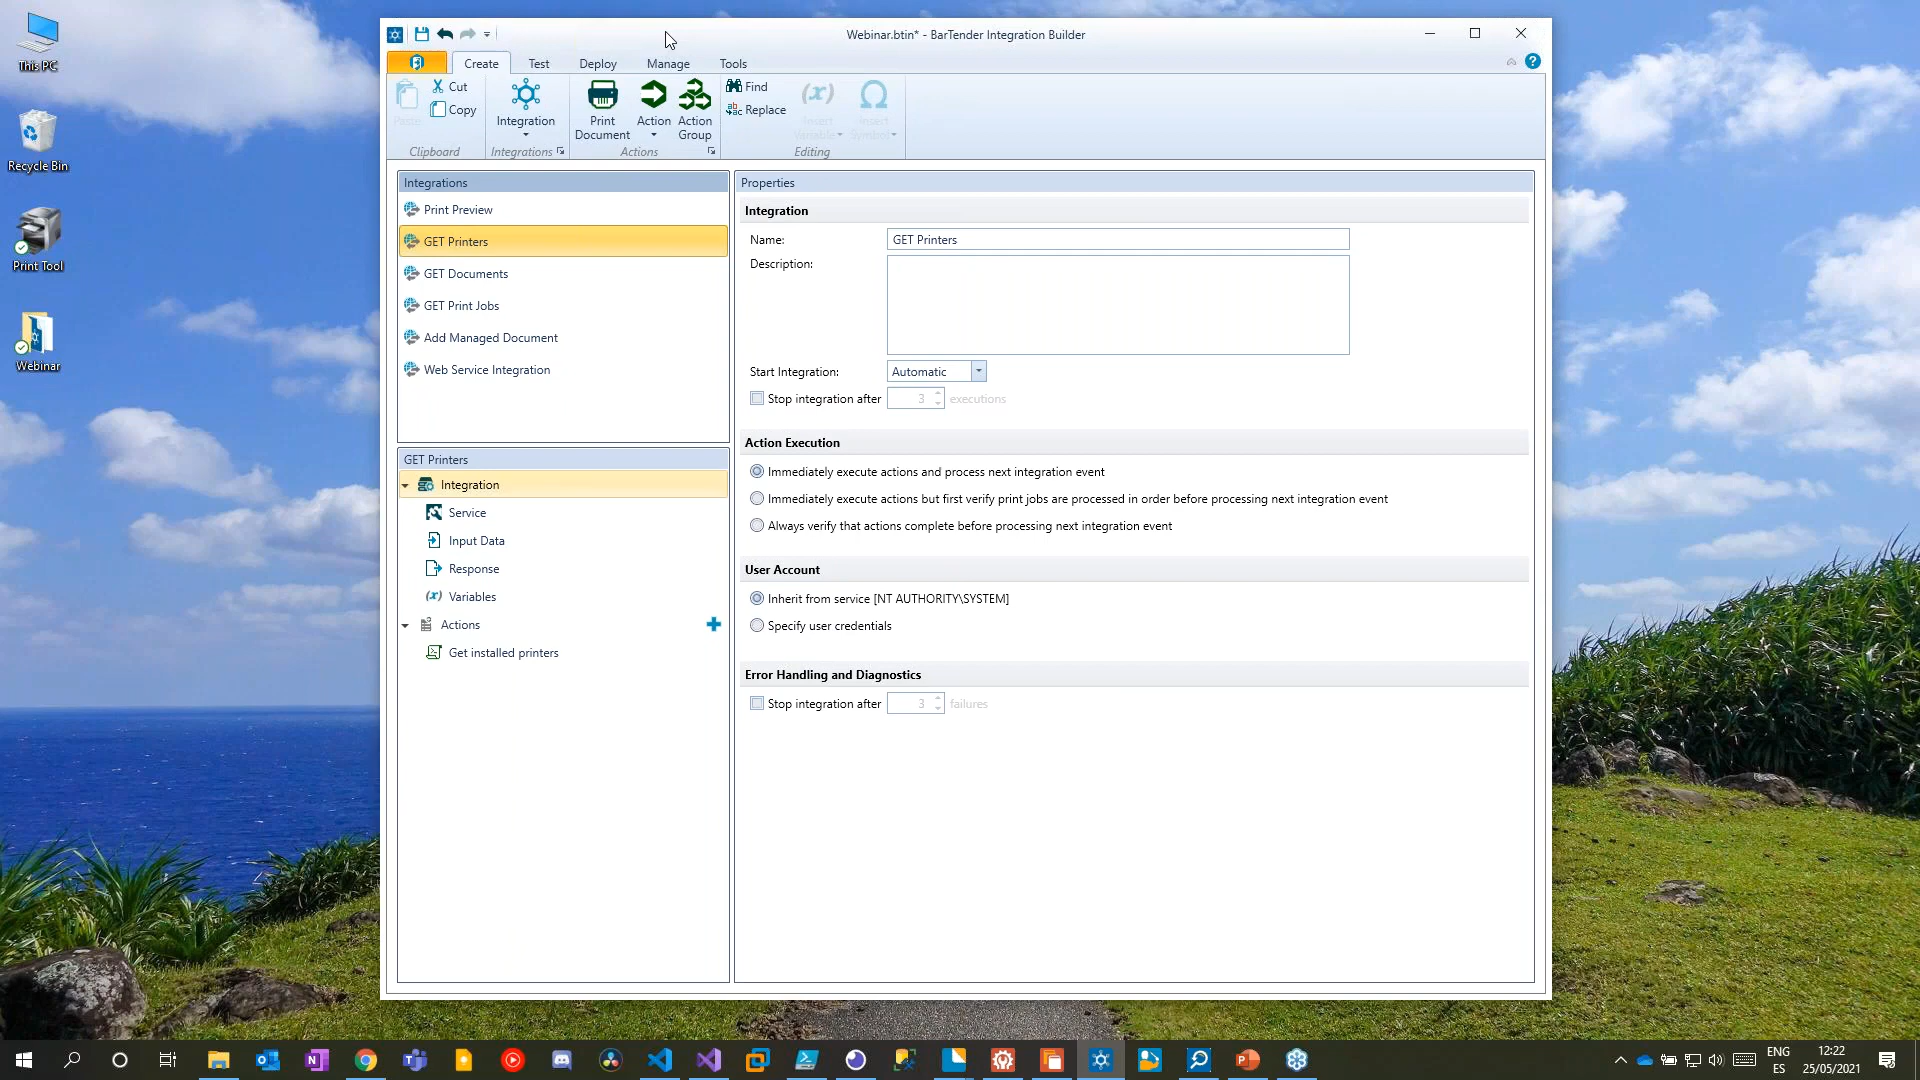 This PC
Recycle Bin
Print Tool
Webinar
Webinar.btin* - BarTender Integration Builder
Create
Test
Deploy
Manage
Tools
Paste
Cut
Copy
Clipboard
Integration
Integrations
Print
Document
Action
Action
Group
Actions
Find
Replace
Insert
Variable
Insert
Symbol
Editing
Integrations
Print Preview
GET Printers
GET Documents
GET Print Jobs
Add Managed Document
Web Service Integration
GET Printers
Integration
Service
Input Data
Response
Variables
Actions
Get installed printers
Properties
Integration
Name: GET Printers
Description:
Start Integration: Automatic
Stop integration after 3 executions
Action Execution
Immediately execute actions and process next integration event
Immediately execute actions but first verify print jobs are processed in order before processing next integration event
Always verify that actions complete before processing next integration event
User Account
Inherit from service [NT AUTHORITY\SYSTEM]
Specify user credentials
Error Handling and Diagnostics
Stop integration after 3 failures
ENG
ES
12:22
25/05/2021